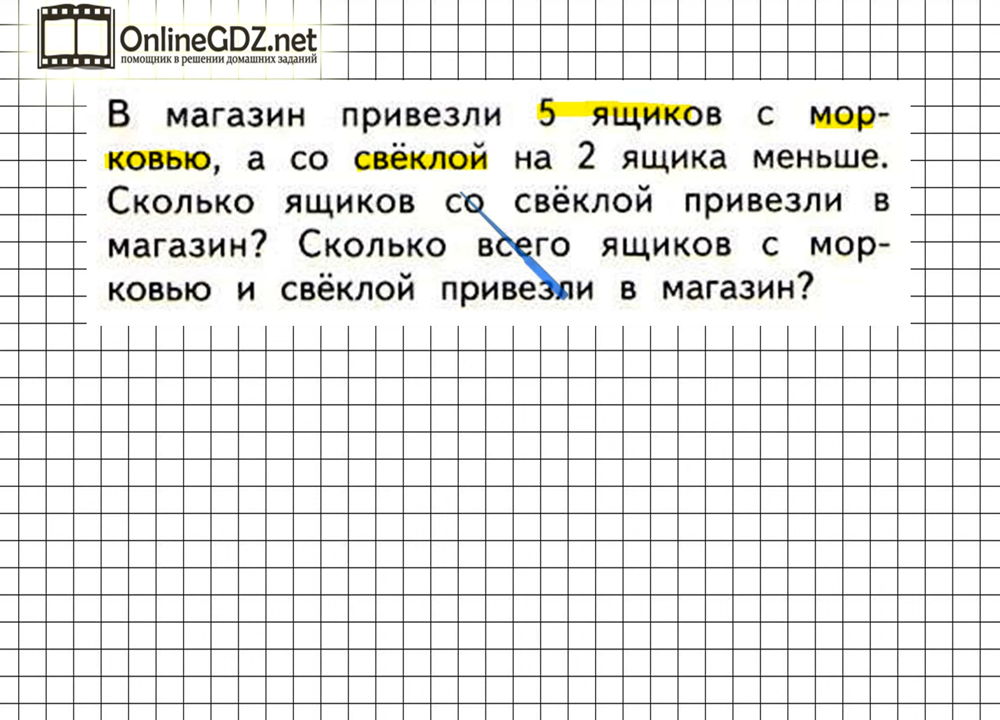 OnlineGDZ.net
помощник в решении домашних заданий
В магазин привезли 5 ящиков с мор-
ковью, а со свёклой на 2 ящика меньше.
Сколько ящиков со свёклой привезли в
магазин? Сколько всего ящиков с мор-
ковью и свёклой привезли в магазин?